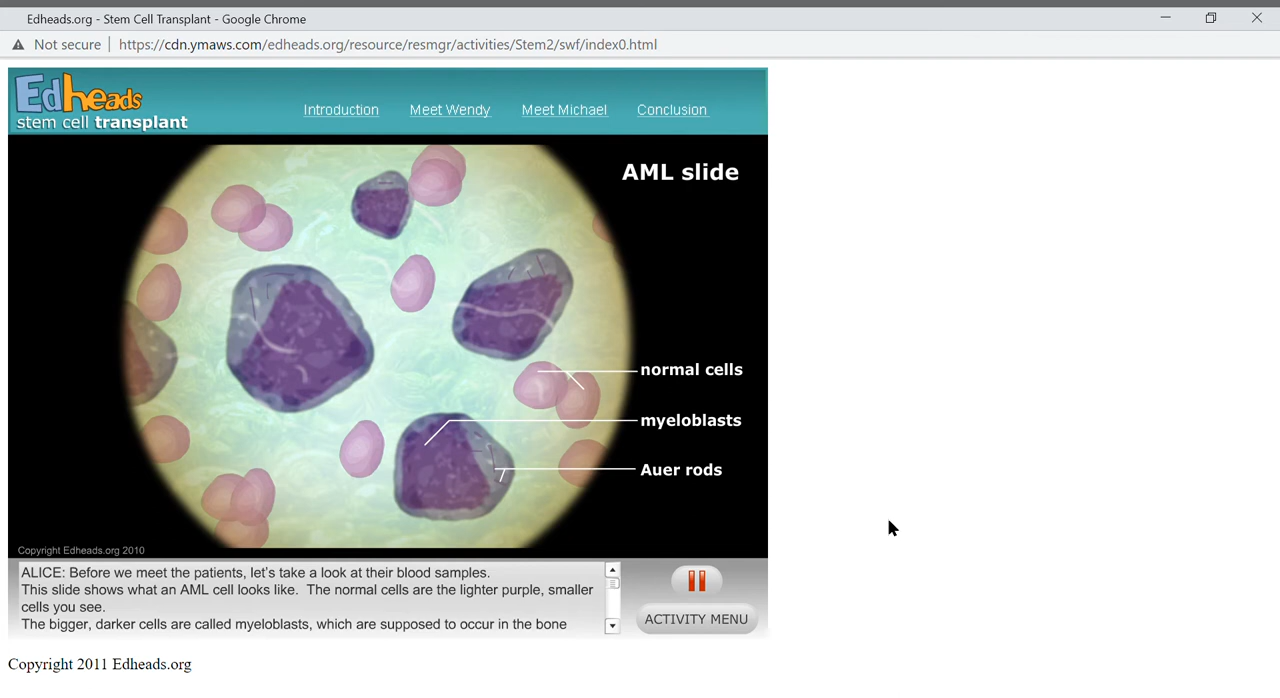 Edheads.org - Stem Cell Transplant - Google Chrome
Not secure | https://cdn.ymaws.com/edheads.org/resource/resmgr/activities/Stem2/swf/index0.html
Edheads
stem cell transplant
Introduction Meet Wendy Meet Michael Conclusion
AML slide
normal cells
myeloblasts
Auer rods
Copyright Edheads.org 2010
ALICE: Before we meet the patients, let's take a look at their blood samples.
This slide shows what an AML cell looks like. The normal cells are the lighter purple, smaller
cells you see.
The bigger, darker cells are called myeloblasts, which are supposed to occur in the bone
ACTIVITY MENU
Copyright 2011 Edheads.org